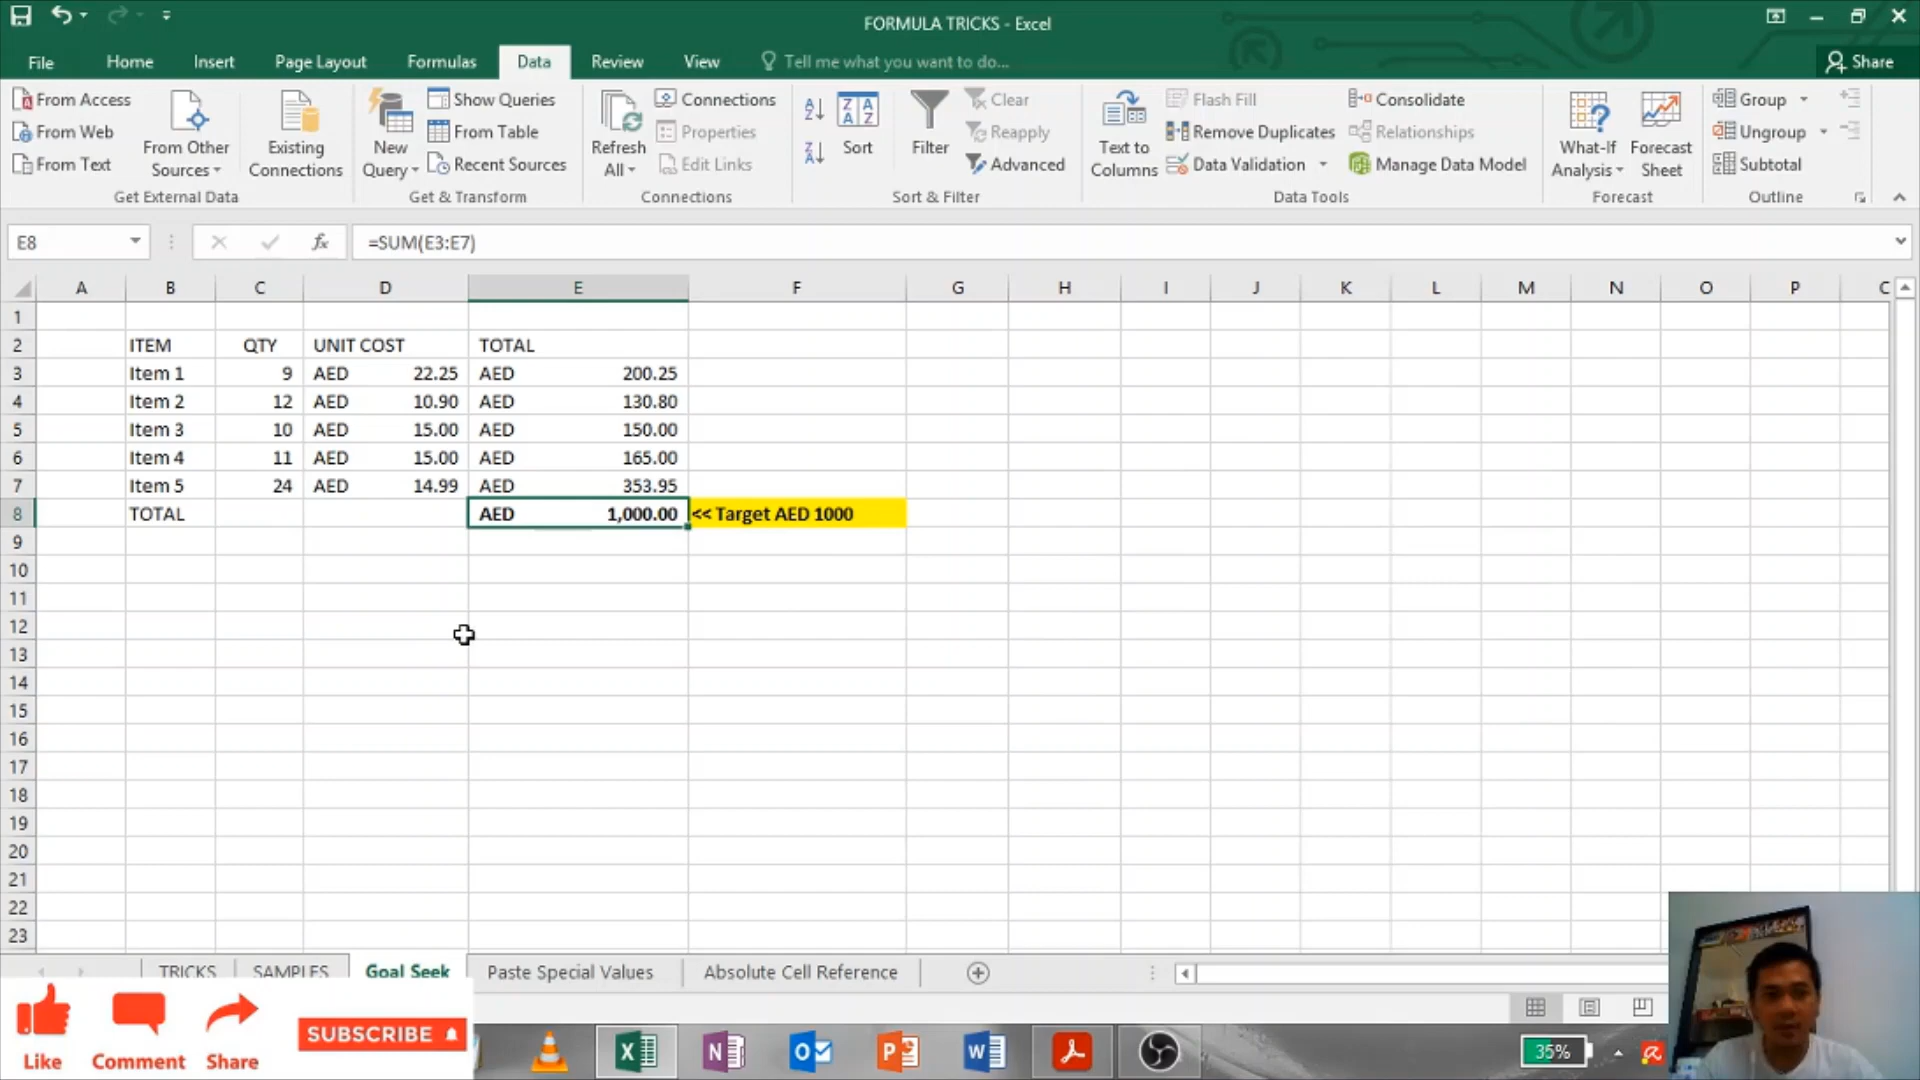 FORMULA TRICKS - Excel
File Home Insert Page Layout Formulas Data Review View Tell me what you want to do... Share
From Access
From Web
From Text
From Other Sources
Existing Connections
Get External Data
New Query
Show Queries
From Table
Recent Sources
Get & Transform
Refresh All
Connections
Properties
Edit Links
Connections
Sort
Filter
Clear
Reapply
Advanced
Sort & Filter
Text to Columns
Flash Fill
Remove Duplicates
Data Validation
Consolidate
Relationships
Manage Data Model
Data Tools
What-If Analysis
Forecast Sheet
Forecast
Group
Ungroup
Subtotal
Outline
E8 fx =SUM(E3:E7)
A B C D E F G H I J K L M N O P
1
2 ITEM QTY UNIT COST TOTAL
3 Item 1 9 AED 22.25 AED 200.25
4 Item 2 12 AED 10.90 AED 130.80
5 Item 3 10 AED 15.00 AED 150.00
6 Item 4 11 AED 15.00 AED 165.00
7 Item 5 24 AED 14.99 AED 353.95
8 TOTAL AED 1,000.00 << Target AED 1000
9
10
11
12
13
14
15
16
17
18
19
20
21
22
23
TRICKS SAMPLES Goal Seek Paste Special Values Absolute Cell Reference
Like Comment Share SUBSCRIBE
35%